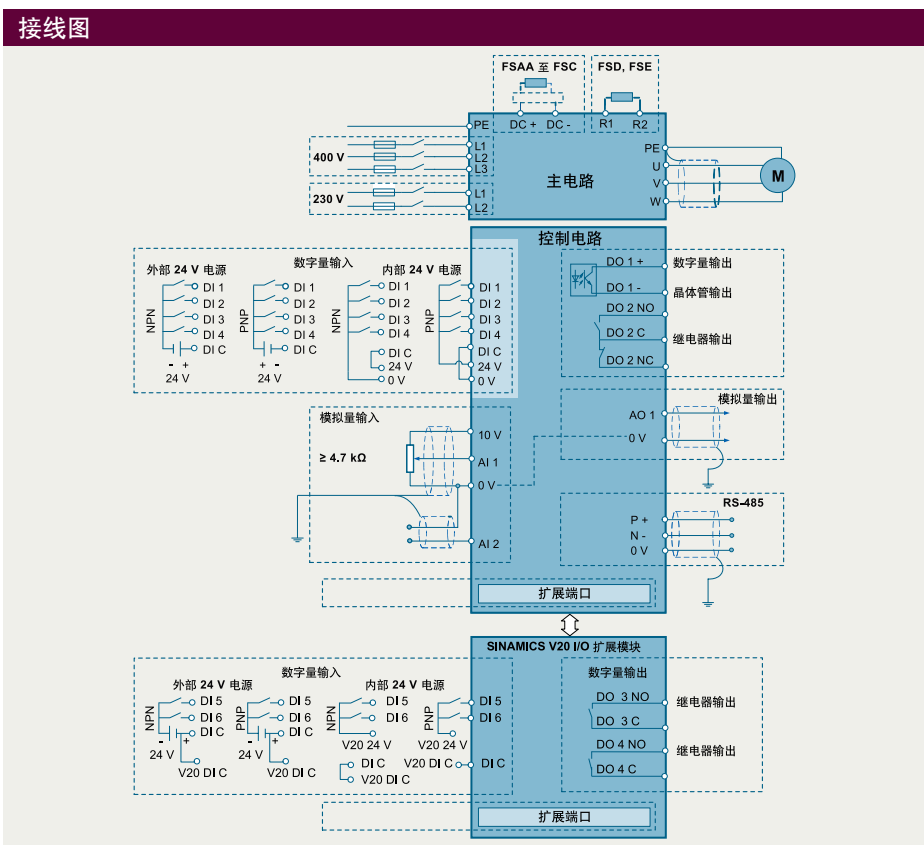 接线图
FSAA 至 FSC
FSD, FSE
PE
DC + DC -
R1 R2
400 V
L1
L2
L3
230 V
L1
L2
主电路
PE
U
V
W
M
控制电路
数字量输入
外部 24 V 电源
内部 24 V 电源
NPN
DI 1
DI 2
DI 3
DI 4
DI C
- +
24 V
PNP
DI 1
DI 2
DI 3
DI 4
DI C
+ -
24 V
NPN
DI 1
DI 2
DI 3
DI 4
DI C
24 V
0 V
PNP
DI 1
DI 2
DI 3
DI 4
DI C
24 V
0 V
DO 1 +
数字量输出
DO 1 -
晶体管输出
DO 2 NO
DO 2 C
继电器输出
DO 2 NC
模拟量输入
≥ 4.7 kΩ
10 V
AI 1
0 V
AI 2
模拟量输出
AO 1
0 V
RS-485
P +
N -
0 V
扩展端口
SINAMICS V20 I/O 扩展模块
数字量输入
外部 24 V 电源
内部 24 V 电源
NPN
DI 5
DI 6
DI C
- +
24 V
V20 DI C
PNP
DI 5
DI 6
DI C
- +
24 V
V20 DI C
NPN
DI 5
DI 6
V20 24 V
DI C
V20 DI C
PNP
DI 5
DI 6
V20 24 V
V20 DI C
DI C
数字量输出
DO 3 NO
继电器输出
DO 3 C
DO 4 NO
继电器输出
DO 4 C
扩展端口